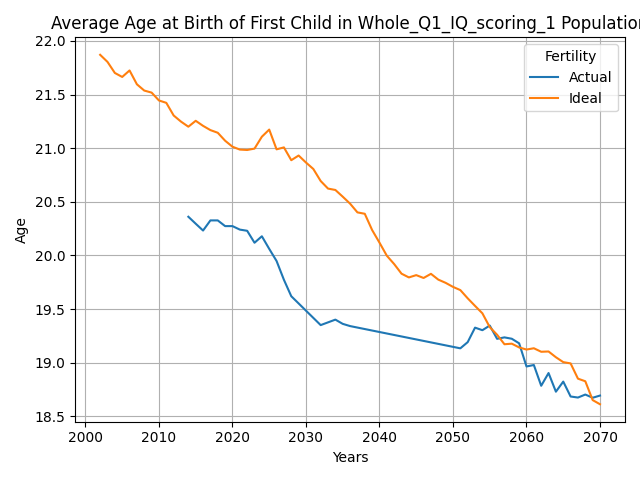 Average Age at Birth of First Child in Whole_Q1_IQ_scoring_1 Population
Fertility
Actual
Ideal
Age
22.0
21.5
21.0
20.5
20.0
19.5
19.0
18.5
2000 2010 2020 2030 2040 2050 2060 2070
Years